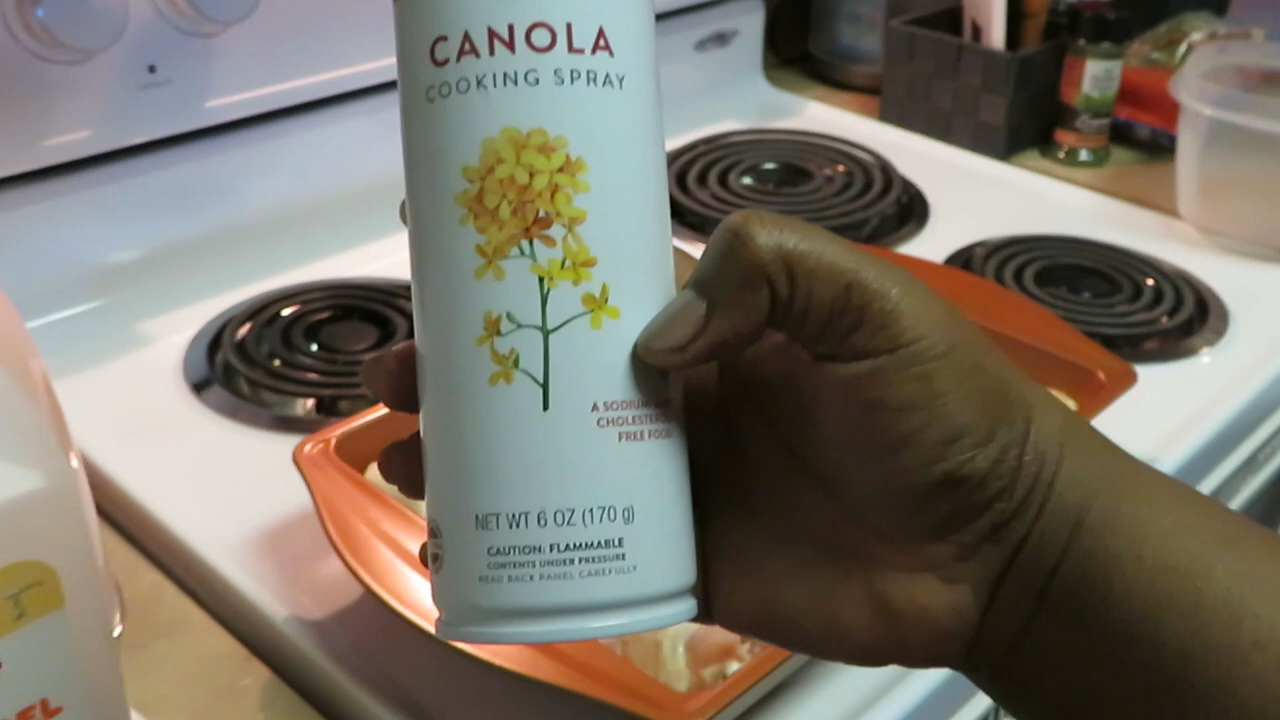 CANOLA
COOKING SPRAY
A SODIUM
CHOLESTEROL
FREE FOOD
NET WT 6 OZ (170 g)
CAUTION: FLAMMABLE
CONTENTS UNDER PRESSURE
READ BACK PANEL CAREFULLY